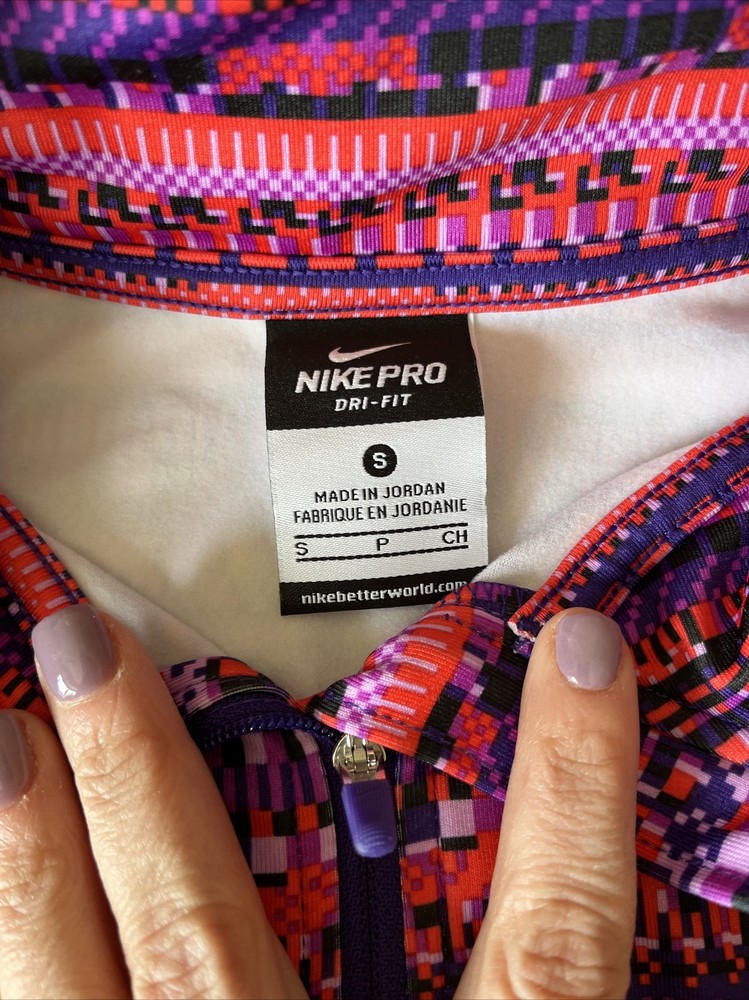 NIKE PRO
DRI-FIT
S
MADE IN JORDAN
FABRIQUE EN JORDANIE
S P CH
nikebetterworld.com